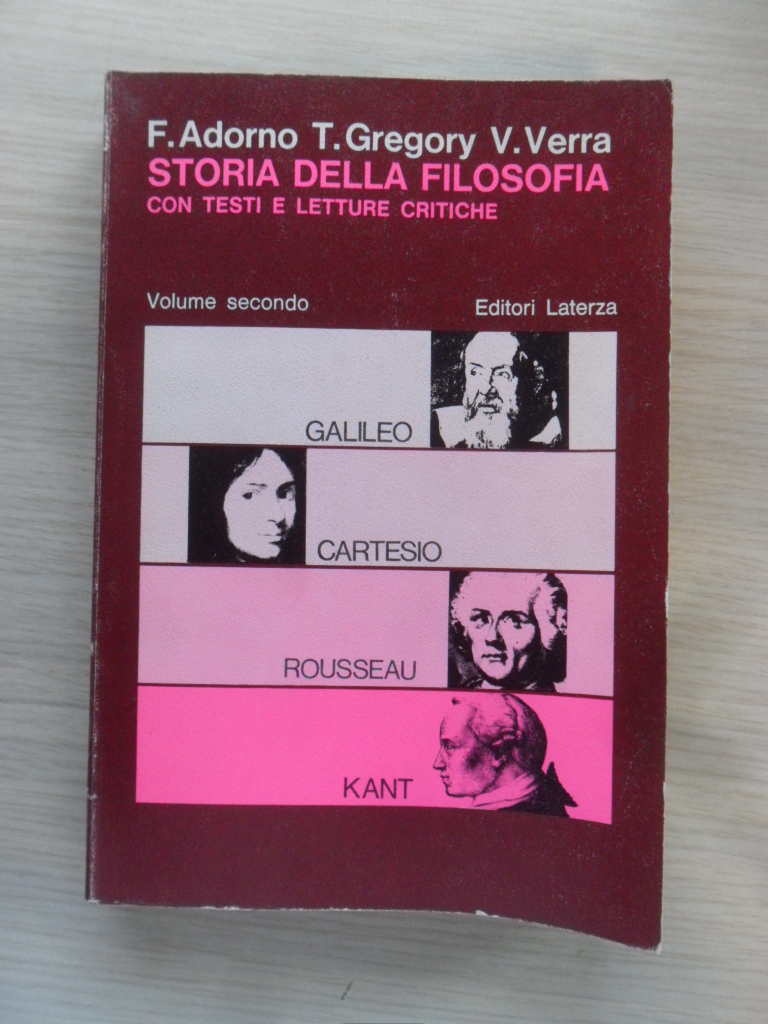 F. Adorno T. Gregory V. Verra
STORIA DELLA FILOSOFIA
CON TESTI E LETTURE CRITICHE
Volume secondo Editori Laterza
GALILEO
CARTESIO
ROUSSEAU
KANT